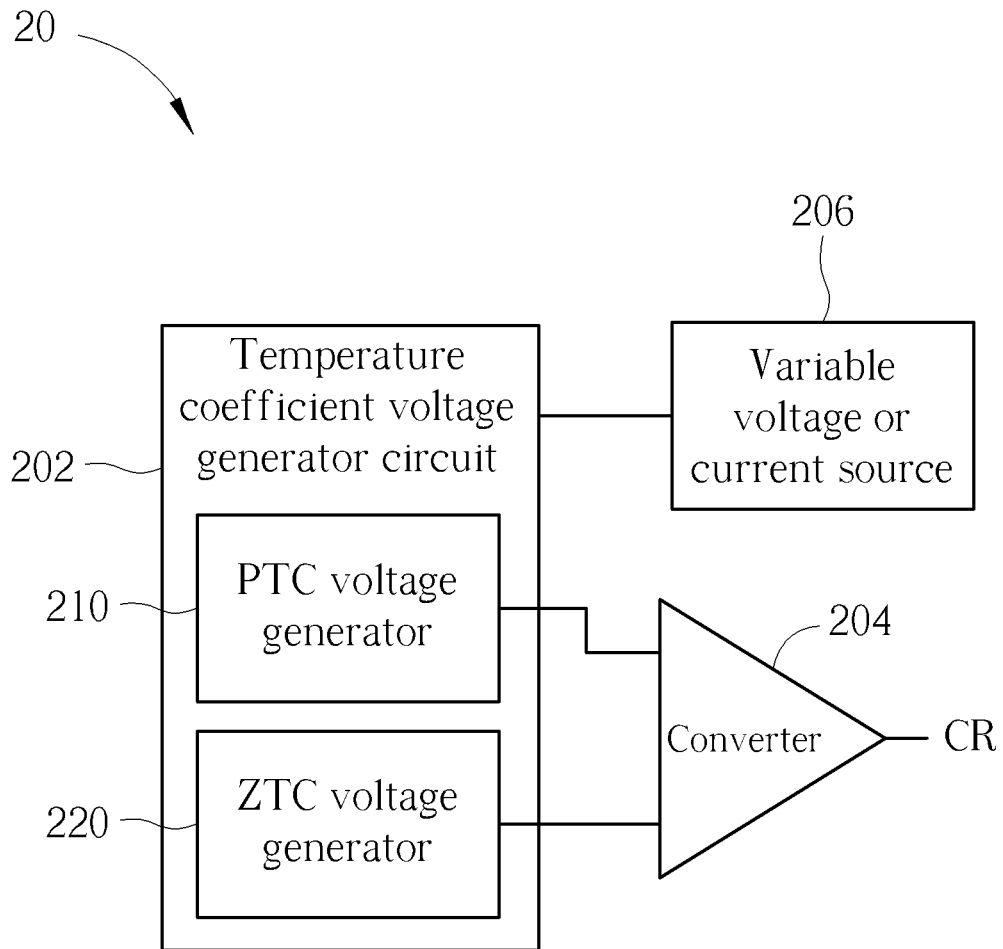 20
206
Temperature
coefficient voltage
generator circuit
Variable
voltage or
current source
202
PTC voltage
generator
210
204
Converter
CR
ZTC voltage
generator
220